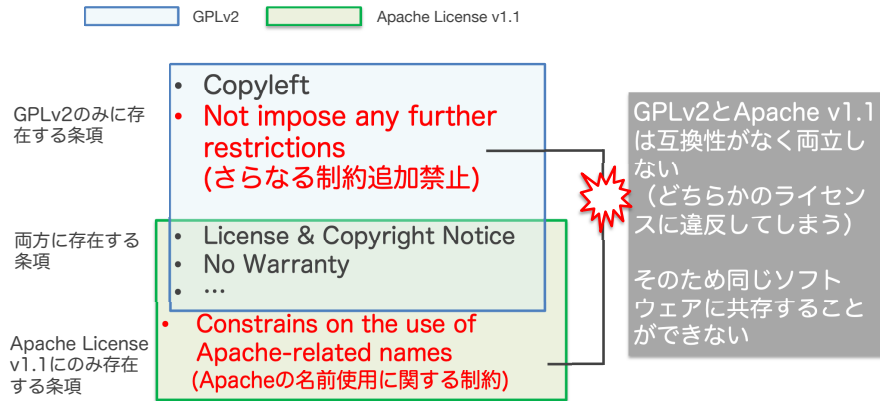 GPLv2
Apache License v1.1
GPLv2のみに存
在する条項
• Copyleft
• Not impose any further
restrictions
(さらなる制約追加禁止)
両方に存在する
条項
• License & Copyright Notice
• No Warranty
• …
Apache License
v1.1にのみ存在
する条項
• Constrains on the use of
Apache-related names
(Apacheの名前使用に関する制約)
GPLv2とApache v1.1
は互換性がなく両立し
ない
（どちらかのライセン
スに違反してしまう）
そのため同じソフト
ウェアに共存すること
ができない